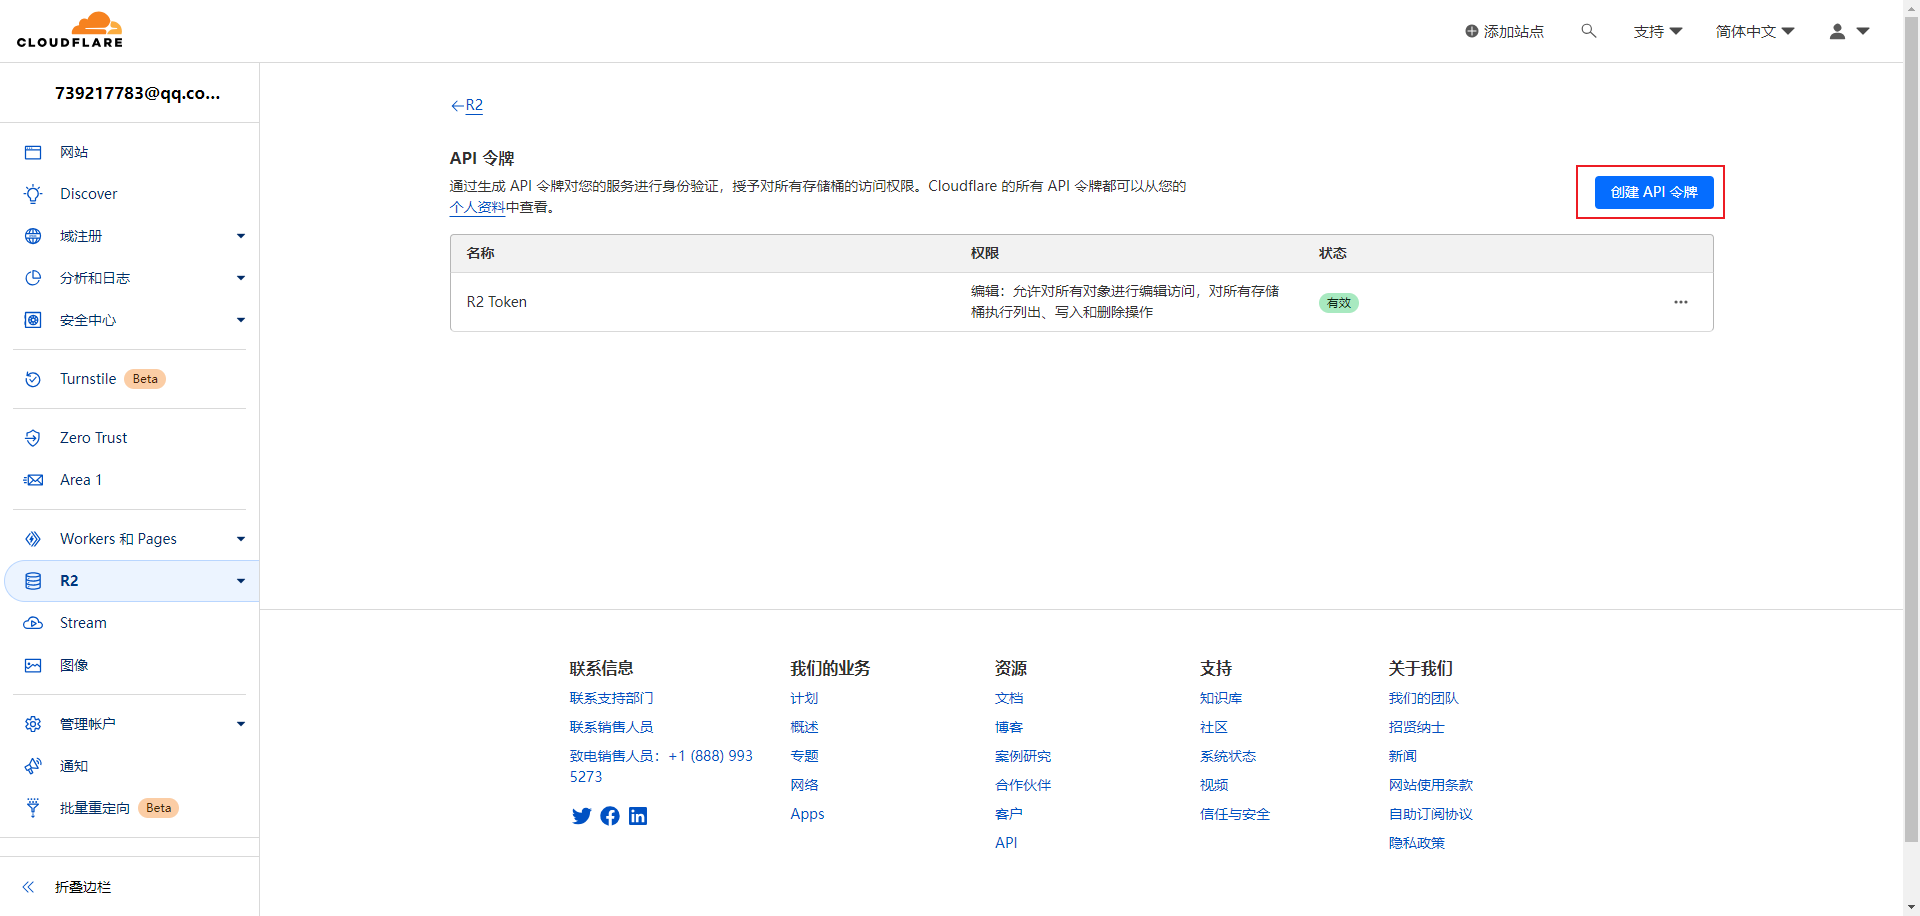 CLOUDFLARE
添加站点
支持
简体中文
739217783@qq.co...
网站
Discover
域注册
分析和日志
安全中心
Turnstile Beta
Zero Trust
Area 1
Workers 和 Pages
R2
Stream
图像
管理帐户
通知
批量重定向 Beta
折叠边栏
←R2
API 令牌
通过生成 API 令牌对您的服务进行身份验证，授予对所有存储桶的访问权限。Cloudflare 的所有 API 令牌都可以从您的
个人资料中查看。
创建 API 令牌
名称 权限 状态
R2 Token
编辑：允许对所有对象进行编辑访问，对所有存储
桶执行列出、写入和删除操作
有效
联系信息
联系支持部门
联系销售人员
致电销售人员：+1 (888) 993
5273
我们的业务
计划
概述
专题
网络
Apps
资源
文档
博客
案例研究
合作伙伴
客户
API
支持
知识库
社区
系统状态
视频
信任与安全
关于我们
我们的团队
招贤纳士
新闻
网站使用条款
自助订阅协议
隐私政策